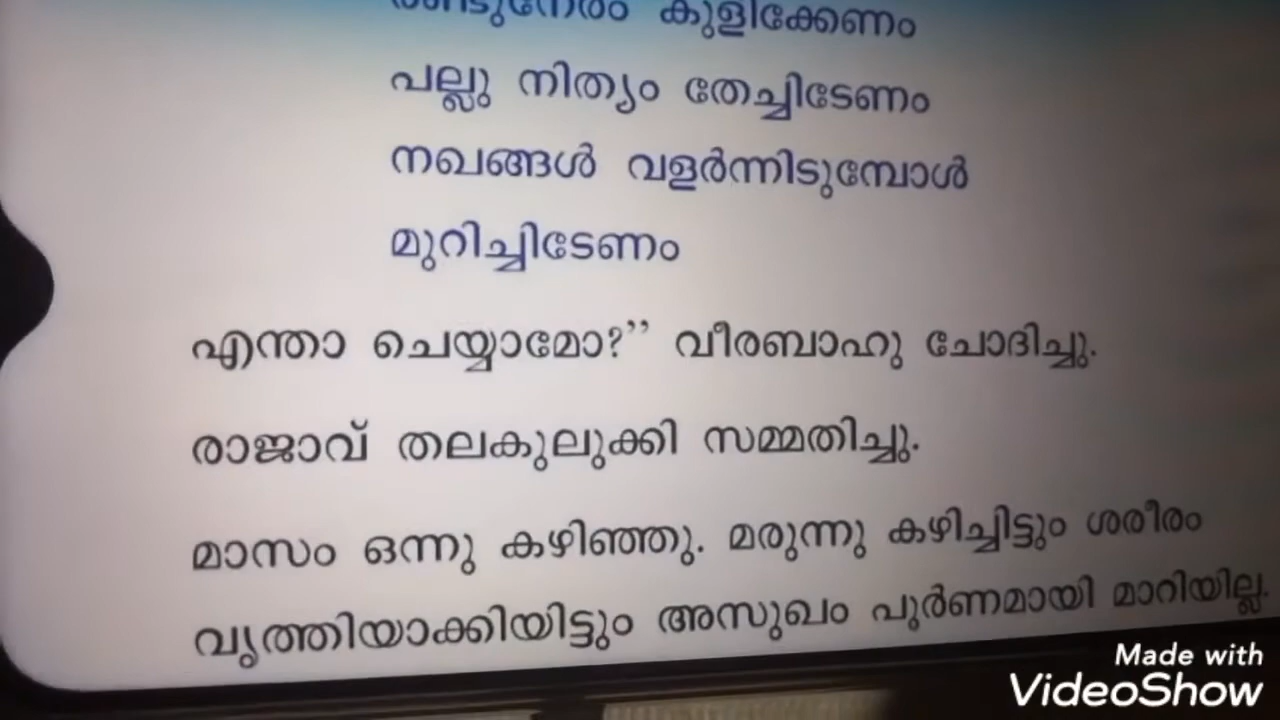 രണ്ടുനേരം കുളിക്കേണം
പല്ലു നിത്യം തേച്ചിടേണം
നഖങ്ങൾ വളർന്നിടുമ്പോൾ
മുറിച്ചിടേണം
എന്താ ചെയ്യാമോ?” വീരബാഹു ചോദിച്ചു.
രാജാവ് തലകുലുക്കി സമ്മതിച്ചു.
മാസം ഒന്നു കഴിഞ്ഞു. മരുന്നു കഴിച്ചിട്ടും ശരീരം
വൃത്തിയാക്കിയിട്ടും അസുഖം പൂർണമായി മാറിയില്ല.
Made with
VideoShow